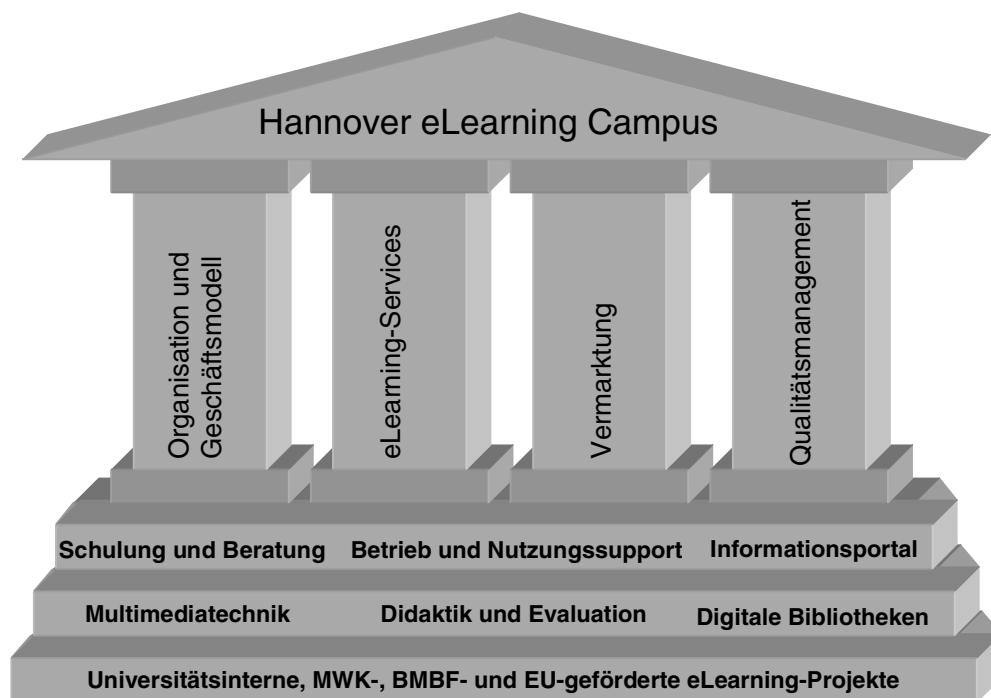 Hannover eLearning Campus
Organisation und
Geschäftsmodell
eLearning-Services
Vermarktung
Qualitätsmanagement
Schulung und Beratung Betrieb und Nutzungssupport Informationsportal
Multimediatechnik Didaktik und Evaluation Digitale Bibliotheken
Universitätsinterne, MWK-, BMBF- und EU-geförderte eLearning-Projekte